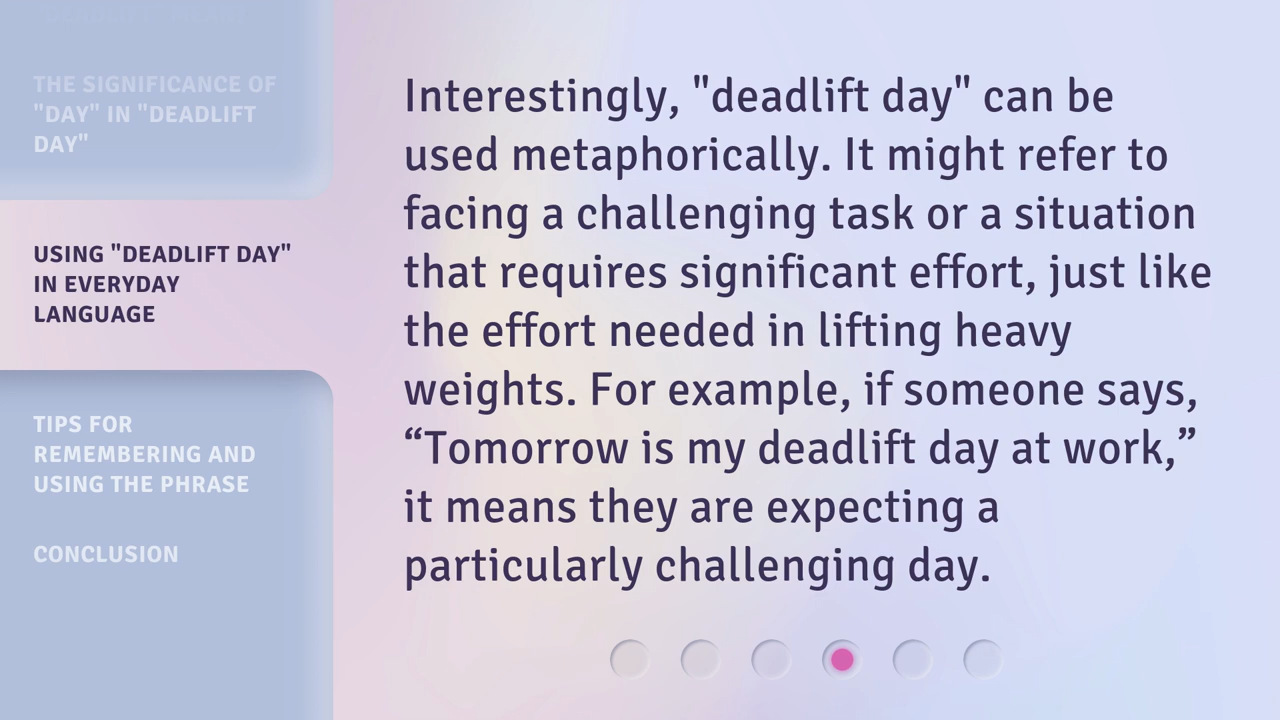 "DEADLIFT" MEAN?
THE SIGNIFICANCE OF
"DAY" IN "DEADLIFT
DAY"
USING "DEADLIFT DAY"
IN EVERYDAY
LANGUAGE
TIPS FOR
REMEMBERING AND
USING THE PHRASE
CONCLUSION
Interestingly, "deadlift day" can be
used metaphorically. It might refer to
facing a challenging task or a situation
that requires significant effort, just like
the effort needed in lifting heavy
weights. For example, if someone says,
“Tomorrow is my deadlift day at work,”
it means they are expecting a
particularly challenging day.